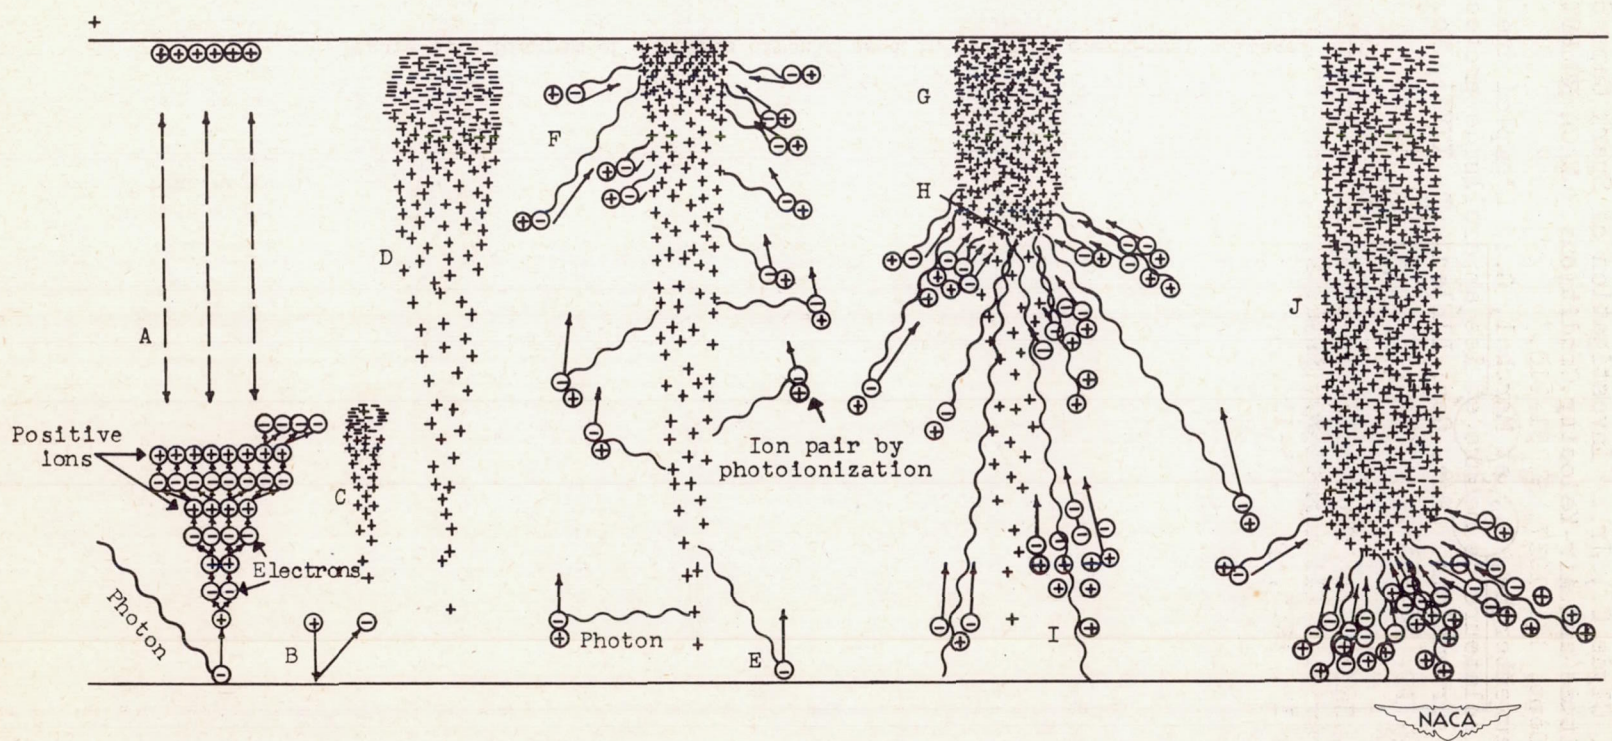 +
A
Positive
ions
Photon
Electrons
B
C
D
F
Photon
E
Ion pair by
photoionization
G
H
I
J
NACA